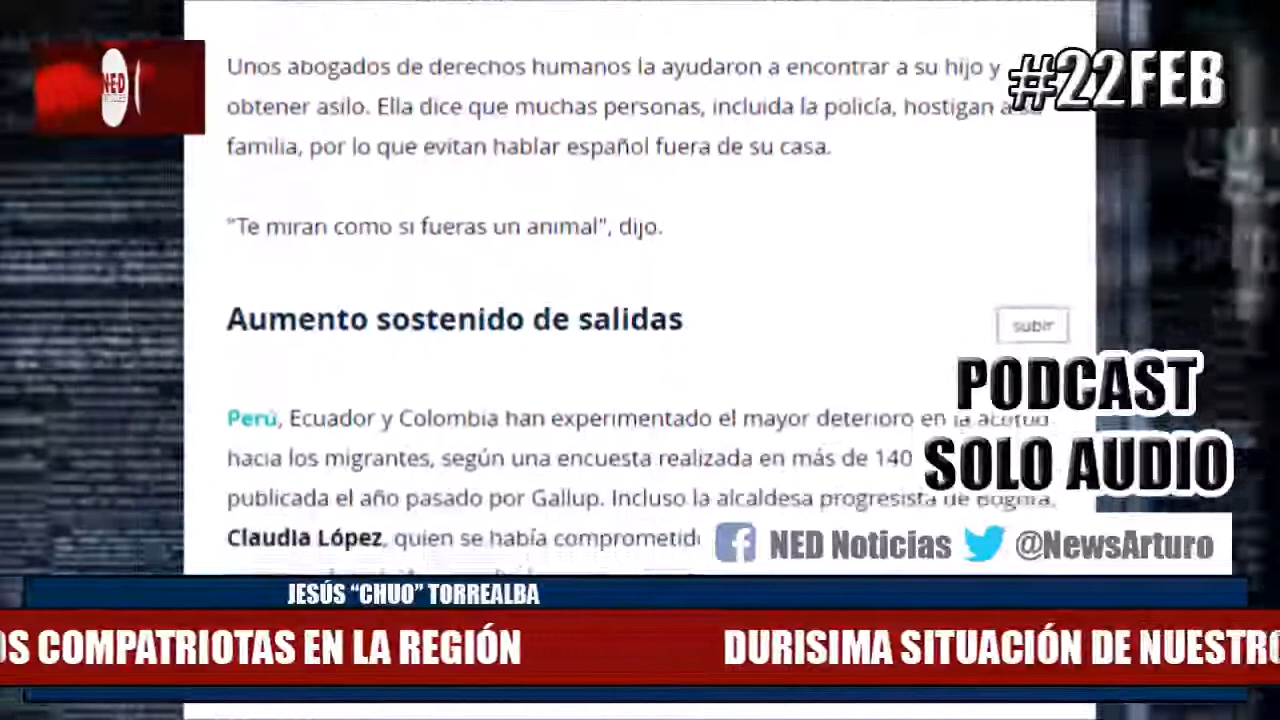 NED
#22FEB
Unos abogados de derechos humanos la ayudaron a encontrar a su hijo y
obtener asilo. Ella dice que muchas personas, incluida la policía, hostigan a su
familia, por lo que evitan hablar español fuera de su casa.
"Te miran como si fueras un animal", dijo.
Aumento sostenido de salidas
subir
PODCAST
SOLO AUDIO
Perú, Ecuador y Colombia han experimentado el mayor deterioro en la actitud
hacia los migrantes, según una encuesta realizada en más de 140
publicada el año pasado por Gallup. Incluso la alcaldesa progresista de Bogotá,
Claudia López, quien se había comprometid
NED Noticias @NewsArturo
JESÚS “CHUO” TORREALBA
OS COMPATRIOTAS EN LA REGIÓN DURISIMA SITUACIÓN DE NUESTRO